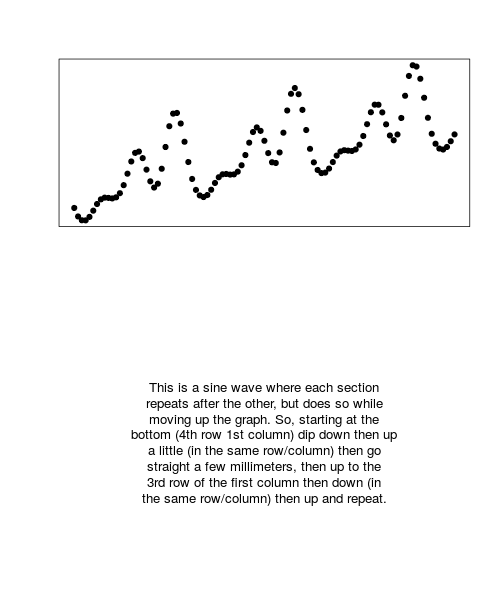 This is a sine wave where each section
repeats after the other, but does so while
moving up the graph. So, starting at the
bottom (4th row 1st column) dip down then up
a little (in the same row/column) then go
straight a few millimeters, then up to the
3rd row of the first column then down (in
the same row/column) then up and repeat.